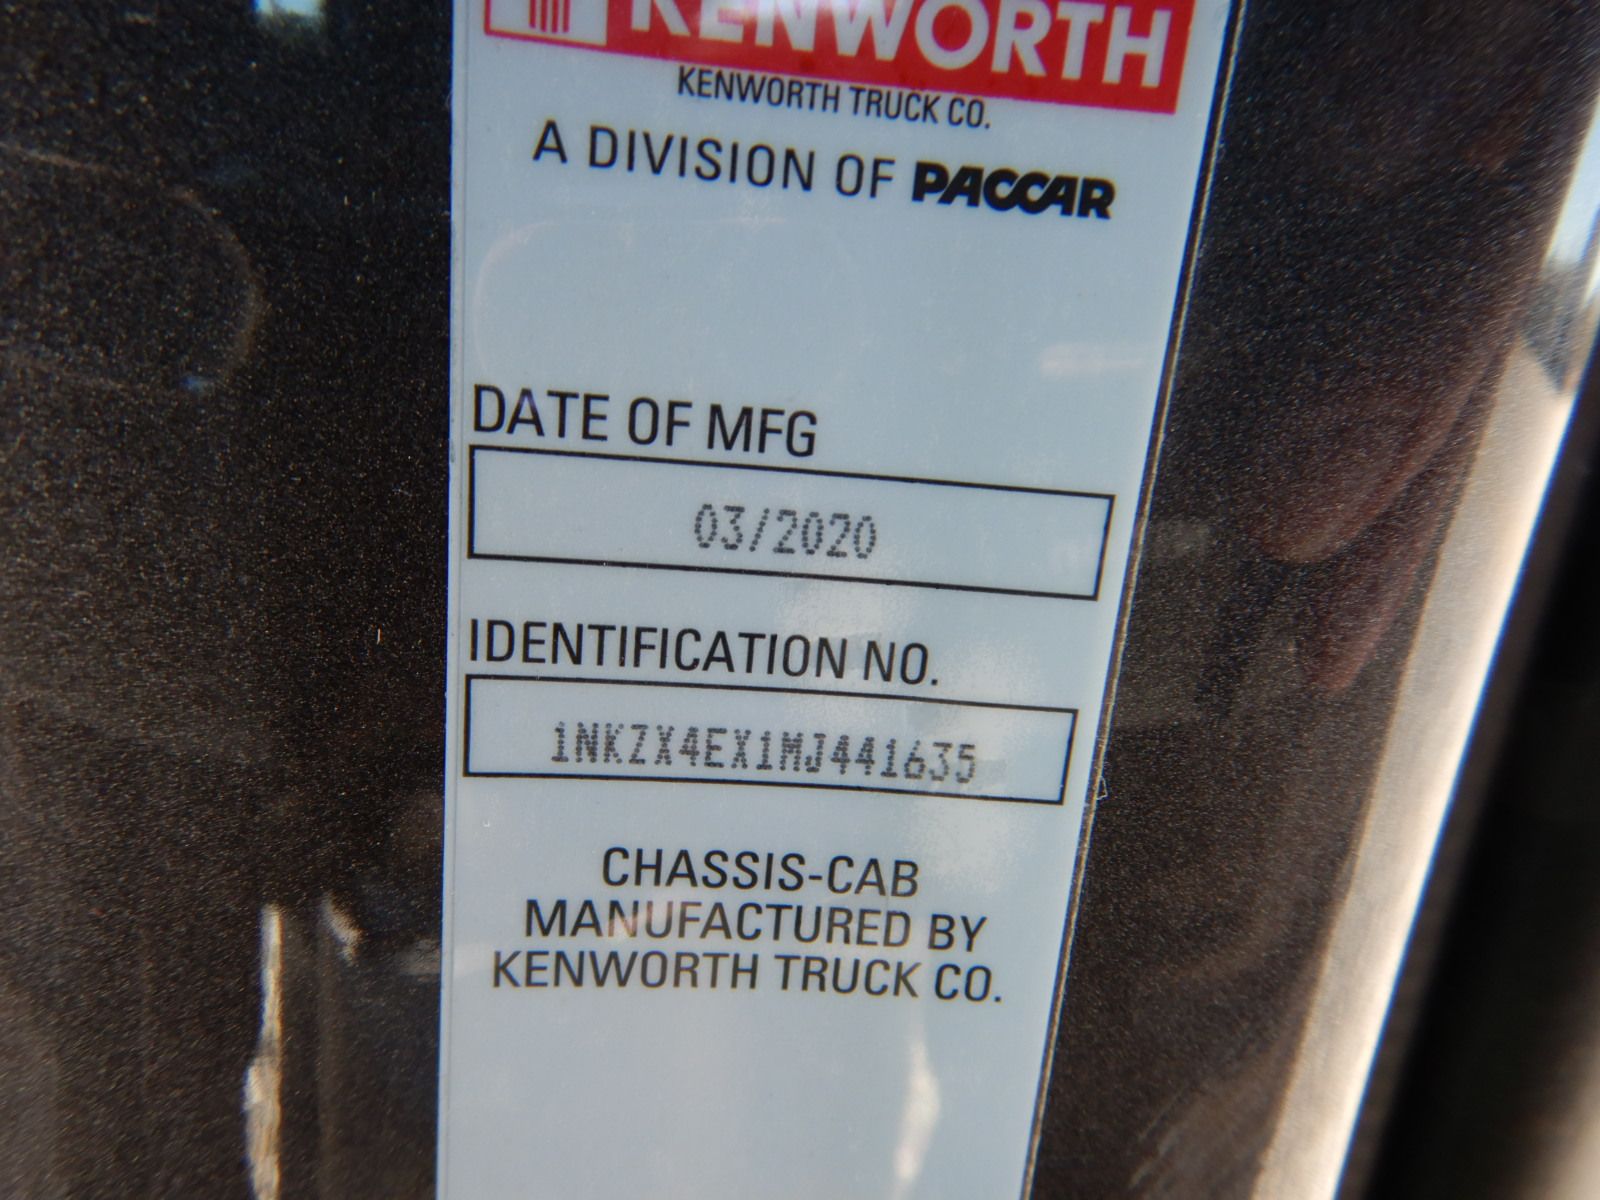 KENWORTH
KENWORTH TRUCK CO.
A DIVISION OF PACCAR
DATE OF MFG
03/2020
IDENTIFICATION NO.
1NKZX4EX1MJ441635
CHASSIS-CAB
MANUFACTURED BY
KENWORTH TRUCK CO.